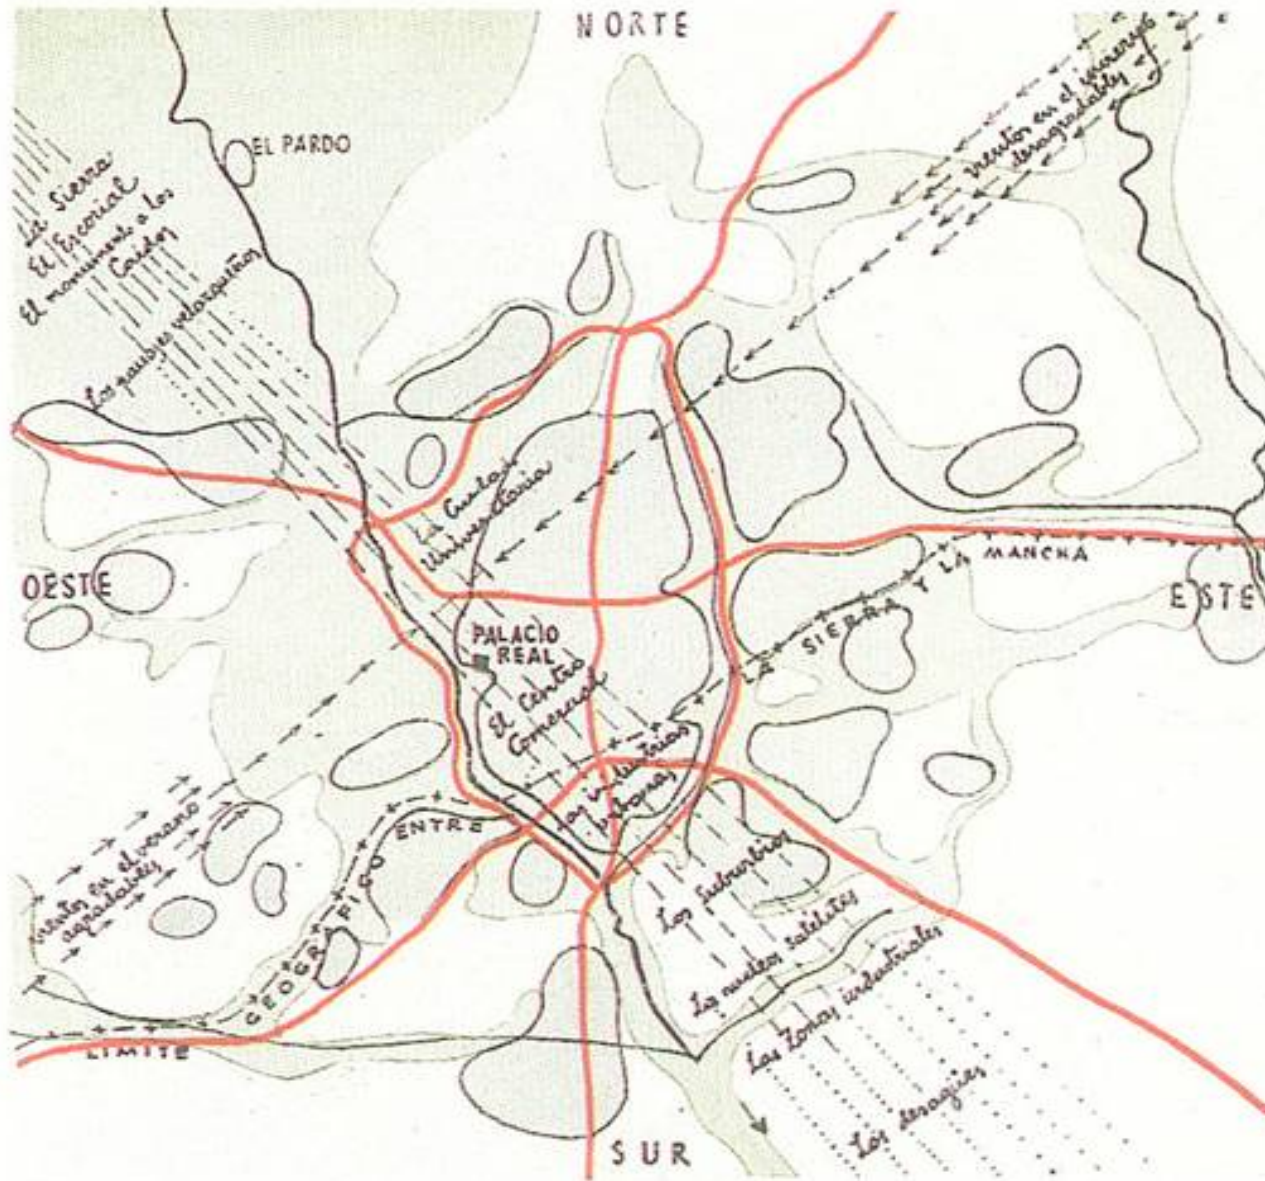 NORTE
vientos en el invierno
desagradables
EL PARDO
La Sierra
El Escorial
El monumento a los
Caidos
Los paisajes velazqueños
La Ciudad
Universitaria
OESTE
ESTE
LIMITE GEOGRAFICO ENTRE LA SIERRA Y LA MANCHA
PALACIO
REAL
El Centro
Comercial
Las industrias
urbanas
vientos en el verano
agradables
Los Suburbios
Los nucleos satélites
Las Zonas industriales
Los desagües
SUR